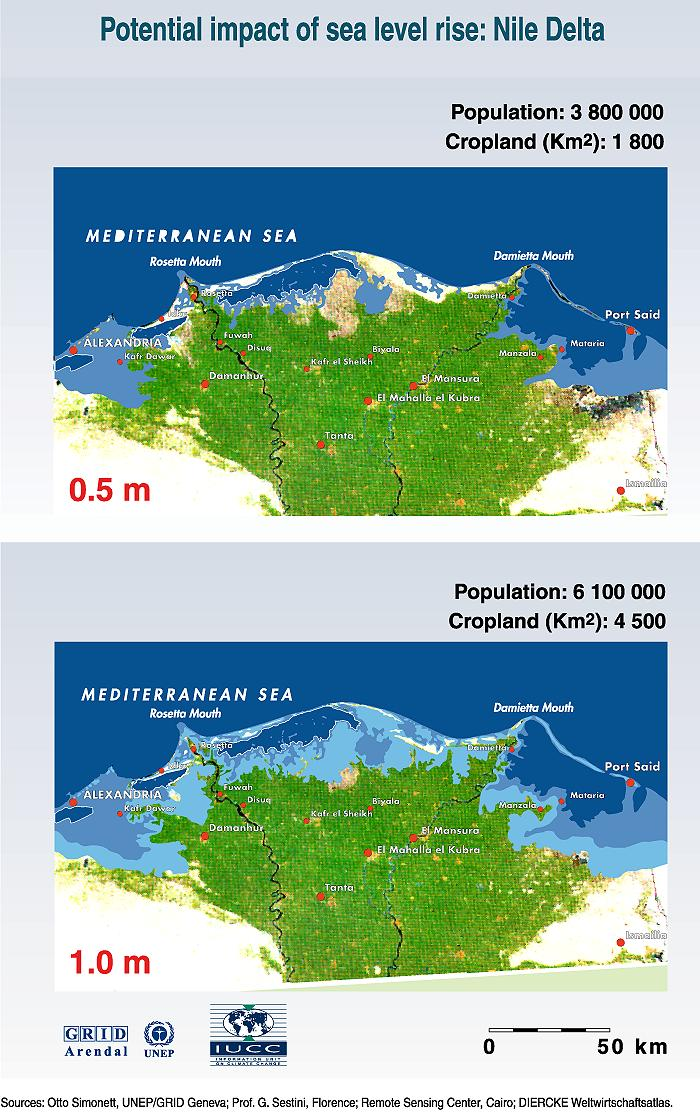 Potential impact of sea level rise: Nile Delta
Population: 3 800 000
Cropland (Km2): 1 800
MEDITERRANEAN SEA
Rosetta Mouth
Damietta Mouth
Rosetta
Damietta
Port Said
ALEXANDRIA
Kafr Dawar
Fuwah
Disuq
Biyala
Kafr el Sheikh
Manzala
Mataria
Damanhur
El Mansura
El Mahalla el Kubra
Tanta
Ismailia
0.5 m
Population: 6 100 000
Cropland (Km2): 4 500
MEDITERRANEAN SEA
Rosetta Mouth
Damietta Mouth
Rosetta
Damietta
Port Said
ALEXANDRIA
Kafr Dawar
Fuwah
Disuq
Biyala
Kafr el Sheikh
Manzala
Mataria
Damanhur
El Mansura
El Mahalla el Kubra
Tanta
Ismailia
1.0 m
GRID
Arendal
UNEP
IUCC
INFORMATION UNIT
ON CLIMATE CHANGE
0 50 km
Sources: Otto Simonett, UNEP/GRID Geneva; Prof. G. Sestini, Florence; Remote Sensing Center, Cairo; DIERCKE Weltwirtschaftsatlas.